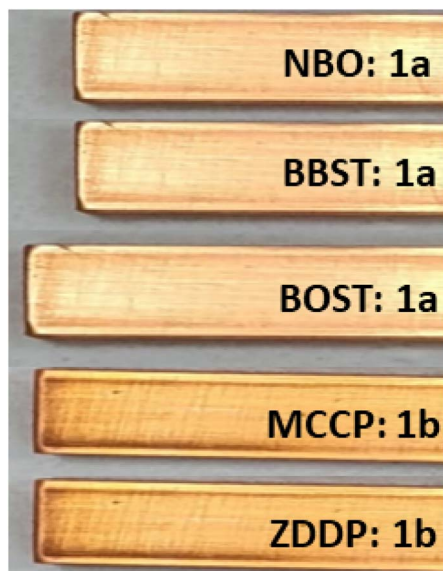 NBO: 1a
BBST: 1a
BOST: 1a
MCCP: 1b
ZDDP: 1b